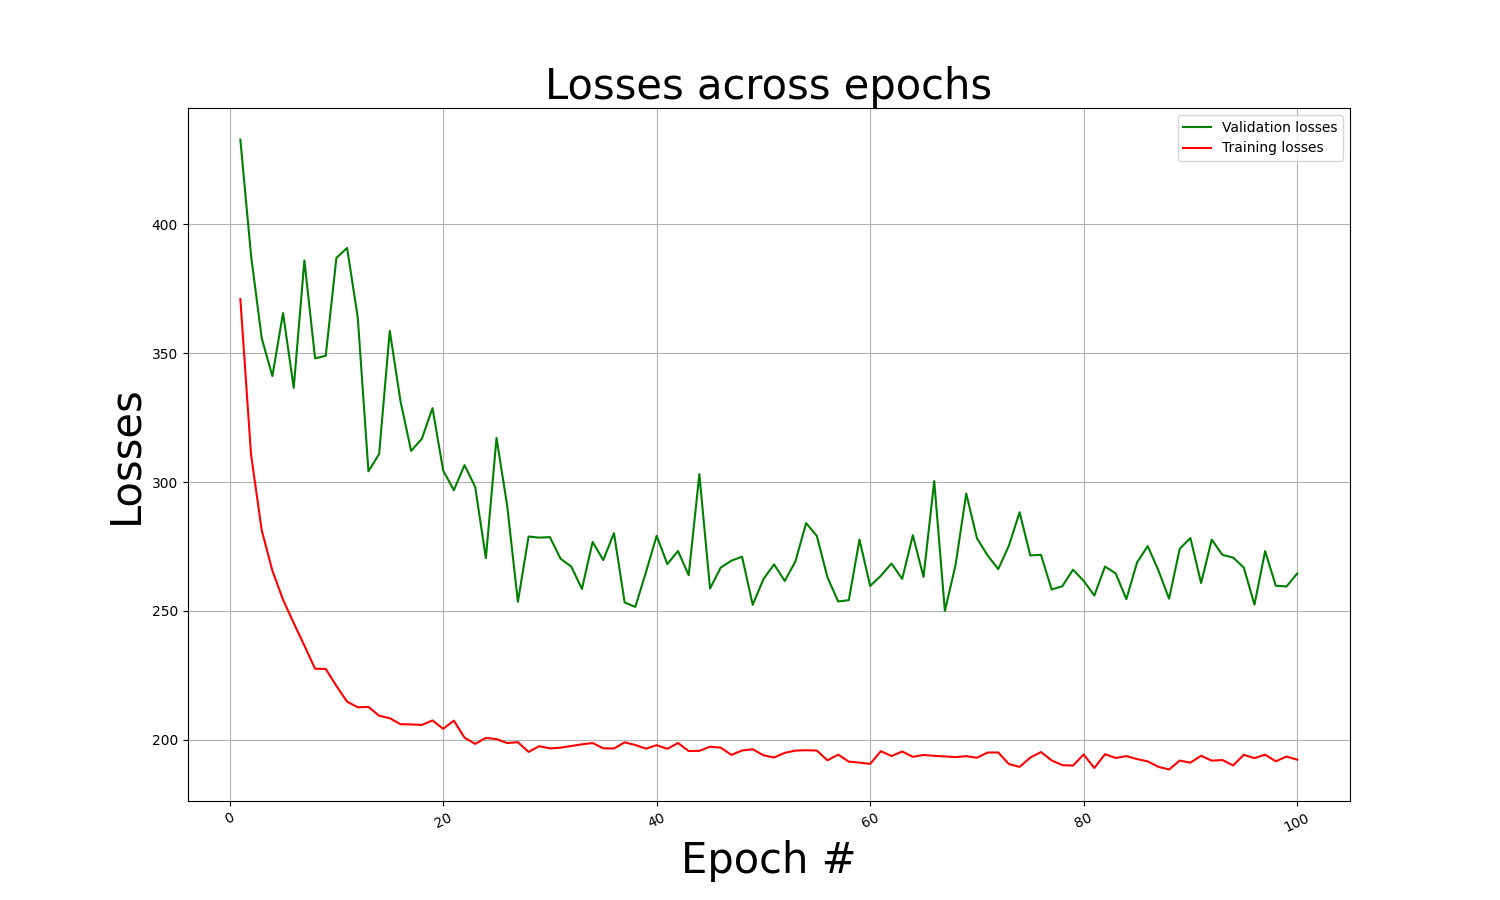 Losses across epochs
Validation losses
Training losses
400
350
300
250
200
Losses
0 20 40 60 80 100
Epoch #